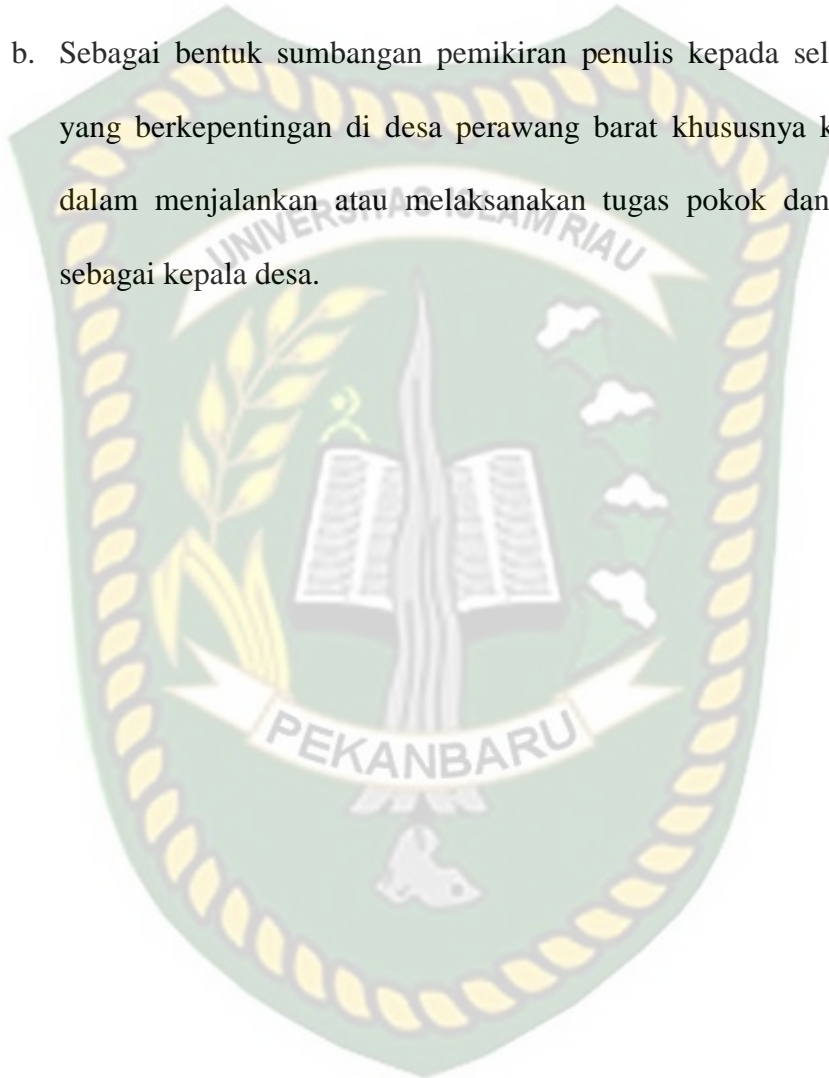 b. Sebagai bentuk sumbangan pemikiran penulis kepada sel
yang berkepentingan di desa perawang barat khususnya k
dalam menjalankan atau melaksanakan tugas pokok dan
sebagai kepala desa.
UNIVERSITAS ISLAM RIAU
PEKANBARU